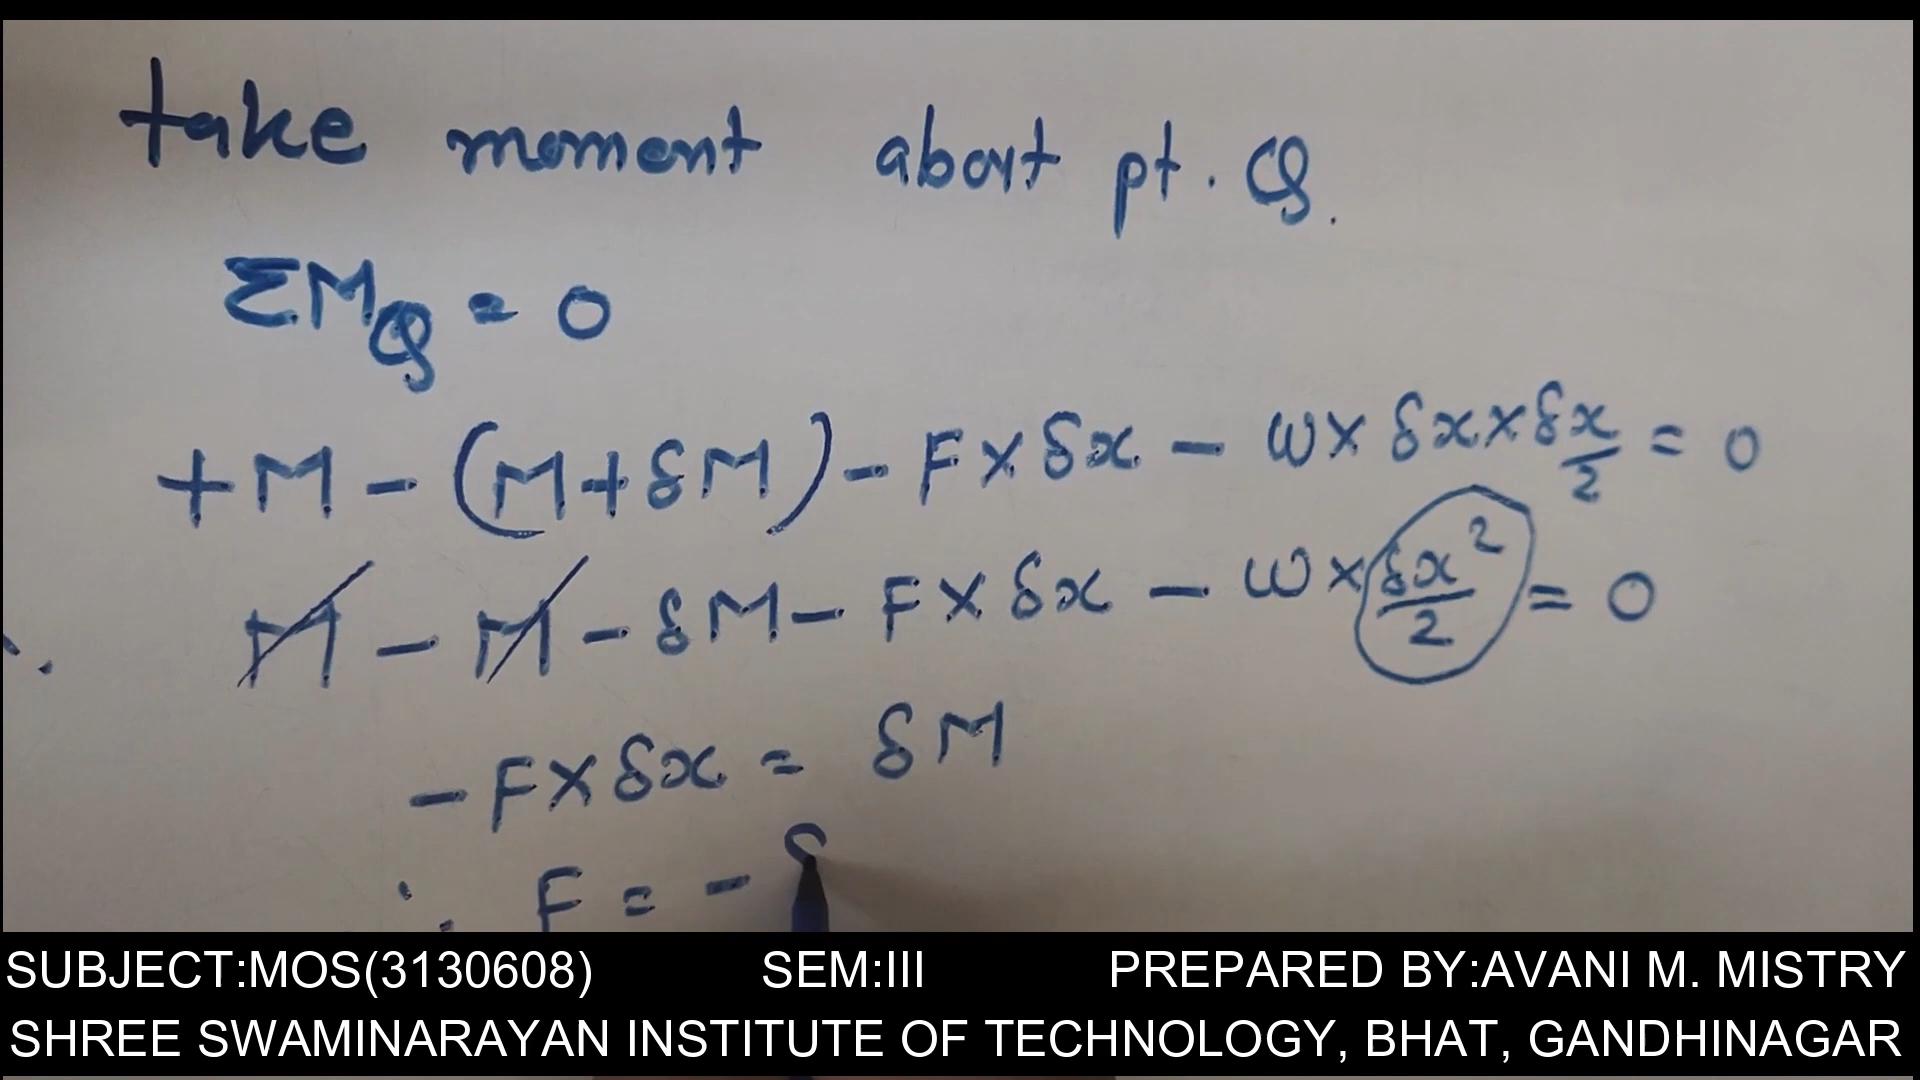 take moment about pt. Q.
ΣM_Q = 0
+M - (M+δM) - F×δx - w×δx×δx/2 = 0
∴ M - M - δM - F×δx - w×δx²/2 = 0
-F×δx = δM
∴ F = - δ
SUBJECT:MOS(3130608) SEM:III PREPARED BY:AVANI M. MISTRY
SHREE SWAMINARAYAN INSTITUTE OF TECHNOLOGY, BHAT, GANDHINAGAR